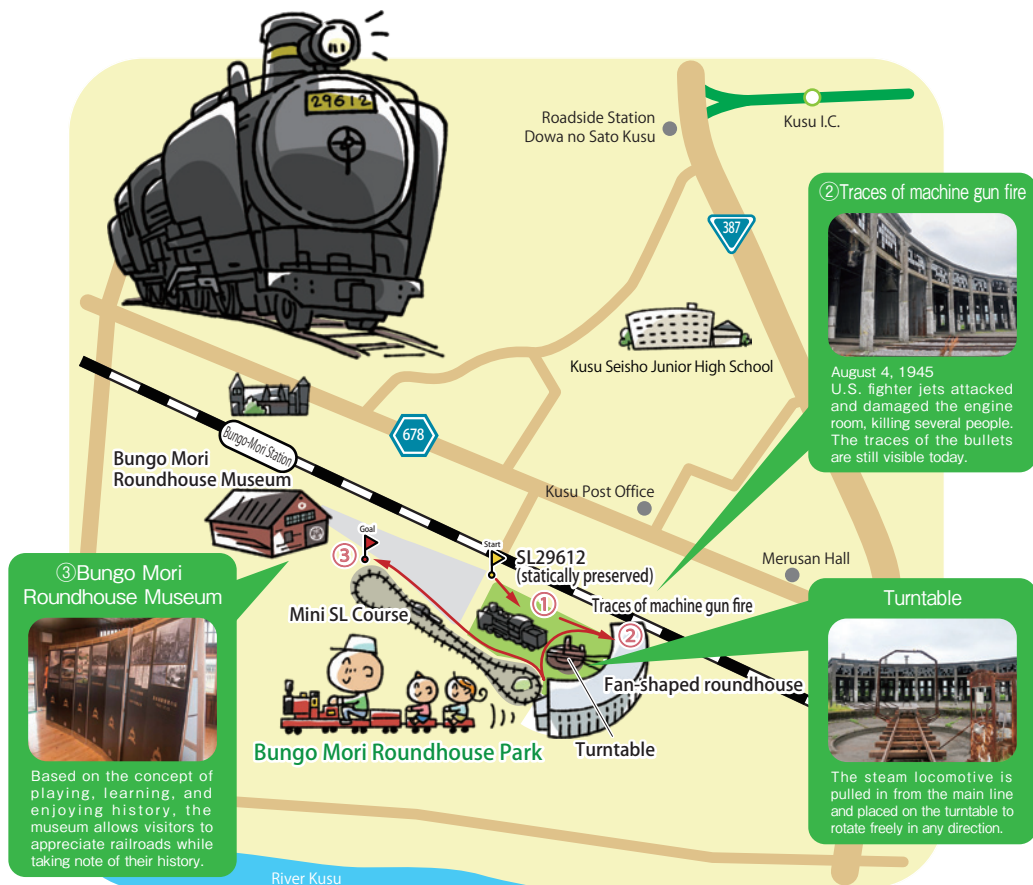 29612
Roadside Station
Dowa no Sato Kusu
Kusu I.C.
387
②Traces of machine gun fire
August 4, 1945
U.S. fighter jets attacked
and damaged the engine
room, killing several people.
The traces of the bullets
are still visible today.
Kusu Seisho Junior High School
678
Bungo-Mori Station
Bungo Mori
Roundhouse Museum
Kusu Post Office
Merusan Hall
Goal
③
Start
SL29612
(statically preserved)
①
Traces of machine gun fire
②
Mini SL Course
Fan-shaped roundhouse
Turntable
Bungo Mori Roundhouse Park
③Bungo Mori
Roundhouse Museum
Based on the concept of
playing, learning, and
enjoying history, the
museum allows visitors to
appreciate railroads while
taking note of their history.
Turntable
The steam locomotive is
pulled in from the main line
and placed on the turntable to
rotate freely in any direction.
River Kusu